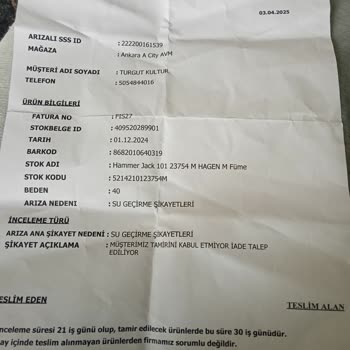 03.04.2025
ARIZALI SSS ID : 222200161539
MAĞAZA : Ankara A City AVM
MÜŞTERİ ADI SOYADI : TURGUT KULTUR
TELEFON : 5054844016
ÜRÜN BİLGİLERİ
FATURA NO
STOKBELGE ID : 409520289901
TARIH : 01.12.2024
BARKOD : 8682010640319
STOK ADI : Hammer Jack 101 23754 M HAGEN M Füme
STOK KODU : 5214210123754M
BEDEN : 40
ARIZA NEDENİ : SU GEÇİRME ŞİKAYETLERİ
İNCELEME TÜRÜ
ARIZA ANA ŞİKAYET NEDENİ : SU GEÇİRME ŞİKAYETLERİ
ŞİKAYET AÇIKLAMA : MÜŞTERİMİZ TAMİRİNİ KABUL ETMİYOR İADE TALEP
EDİLİYOR
TESLİM EDEN TESLİM ALAN
inceleme süresi 21 iş günü olup, tamir edilecek ürünlerde bu süre 30 iş günüdür.
ay içinde teslim alınmayan ürünlerden firmamız sorumlu değildir.